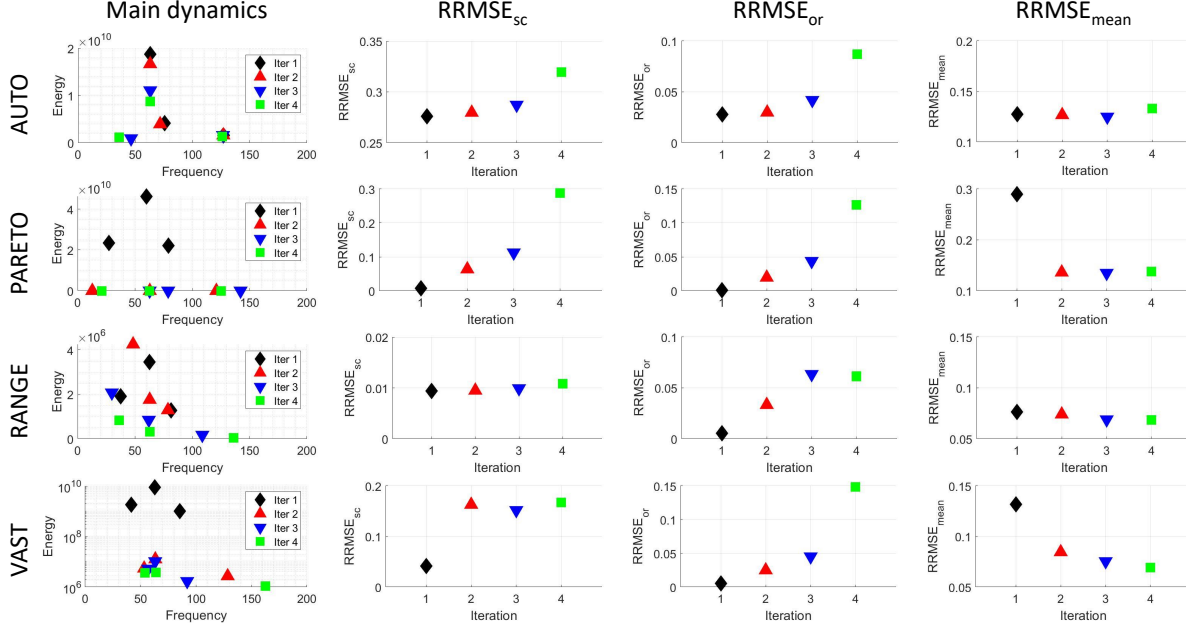 Main dynamics RRMSE_sc RRMSE_or RRMSE_mean
AUTO
×10^10
Energy
2
1
0
0 50 100 150 200
Frequency
Iter 1
Iter 2
Iter 3
Iter 4
RRMSE_sc
0.35
0.3
0.25
1 2 3 4
Iteration
RRMSE_or
0.1
0.05
0
1 2 3 4
Iteration
RRMSE_mean
0.2
0.15
0.1
1 2 3 4
Iteration
PARETO
×10^10
Energy
4
2
0
0 50 100 150 200
Frequency
Iter 1
Iter 2
Iter 3
Iter 4
RRMSE_sc
0.3
0.2
0.1
0
1 2 3 4
Iteration
RRMSE_or
0.15
0.1
0.05
0
1 2 3 4
Iteration
RRMSE_mean
0.3
0.2
0.1
1 2 3 4
Iteration
RANGE
×10^6
Energy
4
2
0
0 50 100 150 200
Frequency
Iter 1
Iter 2
Iter 3
Iter 4
RRMSE_sc
0.02
0.01
0
1 2 3 4
Iteration
RRMSE_or
0.1
0.05
0
1 2 3 4
Iteration
RRMSE_mean
0.15
0.1
0.05
1 2 3 4
Iteration
VAST
Energy
10^10
10^8
10^6
0 50 100 150 200
Frequency
Iter 1
Iter 2
Iter 3
Iter 4
RRMSE_sc
0.2
0.1
0
1 2 3 4
Iteration
RRMSE_or
0.15
0.1
0.05
0
1 2 3 4
Iteration
RRMSE_mean
0.15
0.1
0.05
1 2 3 4
Iteration